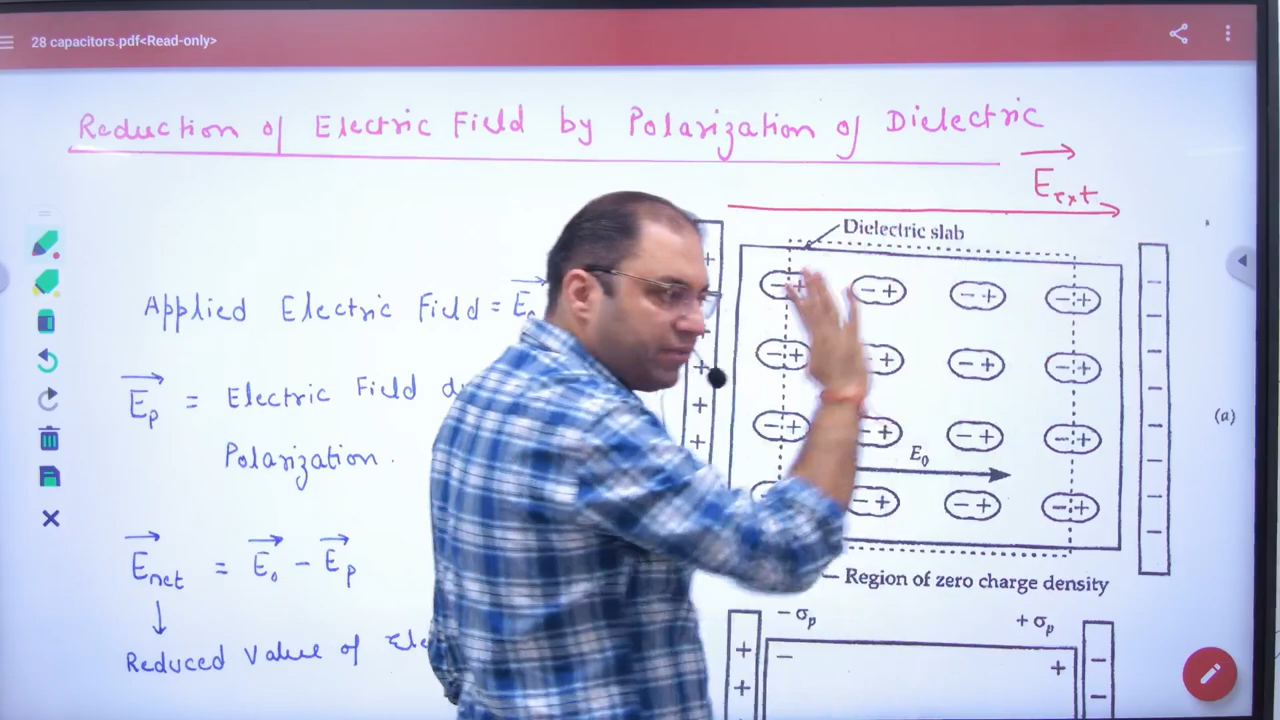 28 capacitors.pdf<Read-only>
Reduction of Electric Field by Polarization of Dielectric
Eext
Dielectric slab
Applied Electric Field = E0
Ep = Electric Field
Polarization.
Enet = E0 - Ep
Reduced Value of
E0
(a)
Region of zero charge density
- σp
+ σp